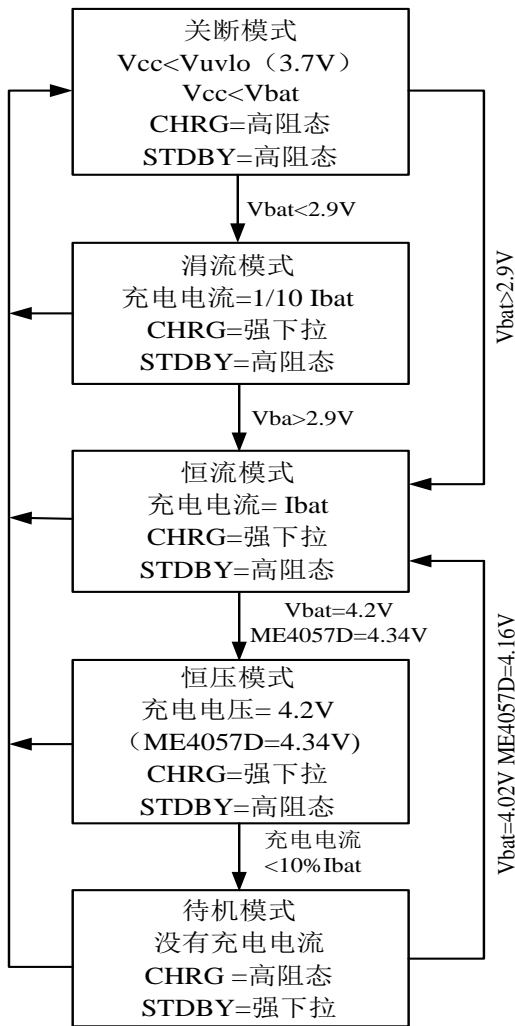 关断模式
Vcc<Vuvlo（3.7V）
Vcc<Vbat
CHRG=高阻态
STDBY=高阻态
Vbat<2.9V
Vbat>2.9V
涓流模式
充电电流=1/10 Ibat
CHRG=强下拉
STDBY=高阻态
Vba>2.9V
恒流模式
充电电流= Ibat
CHRG=强下拉
STDBY=高阻态
Vbat=4.2V
ME4057D=4.34V
恒压模式
充电电压= 4.2V
（ME4057D=4.34V)
CHRG=强下拉
STDBY=高阻态
Vbat=4.02V ME4057D=4.16V
充电电流
<10%Ibat
待机模式
没有充电电流
CHRG =高阻态
STDBY=强下拉